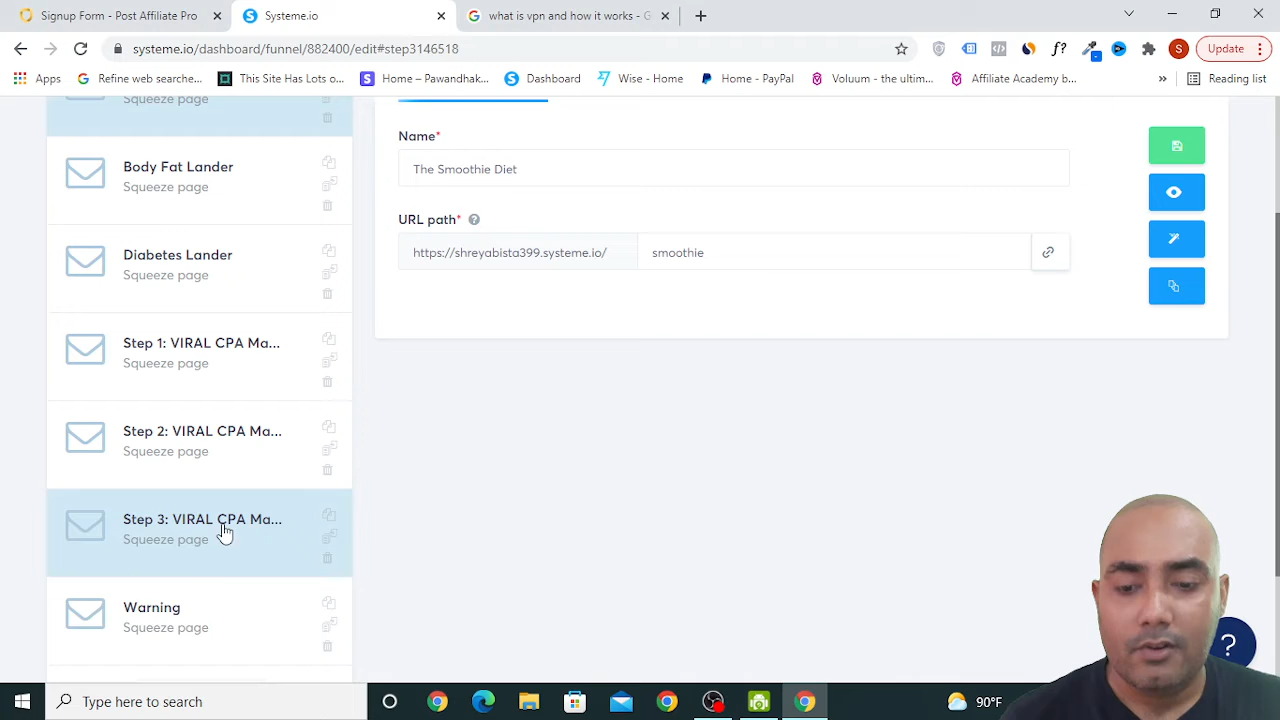 Signup Form - Post Affiliate Pro
Systeme.io
what is vpn and how it works - G
systeme.io/dashboard/funnel/882400/edit#step3146518
Update
Apps
Refine web searche...
This Site Has Lots o...
Home – Pawandhak...
Dashboard
Wise - Home
Home - PayPal
Voluum - the ultim...
Affiliate Academy b...
»
Reading list
Squeeze page
Body Fat Lander
Squeeze page
Diabetes Lander
Squeeze page
Step 1: VIRAL CPA Ma...
Squeeze page
Step 2: VIRAL CPA Ma...
Squeeze page
Step 3: VIRAL CPA Ma...
Squeeze page
Warning
Squeeze page
Name*
The Smoothie Diet
URL path*
https://shreyabista399.systeme.io/
smoothie
Type here to search
90°F